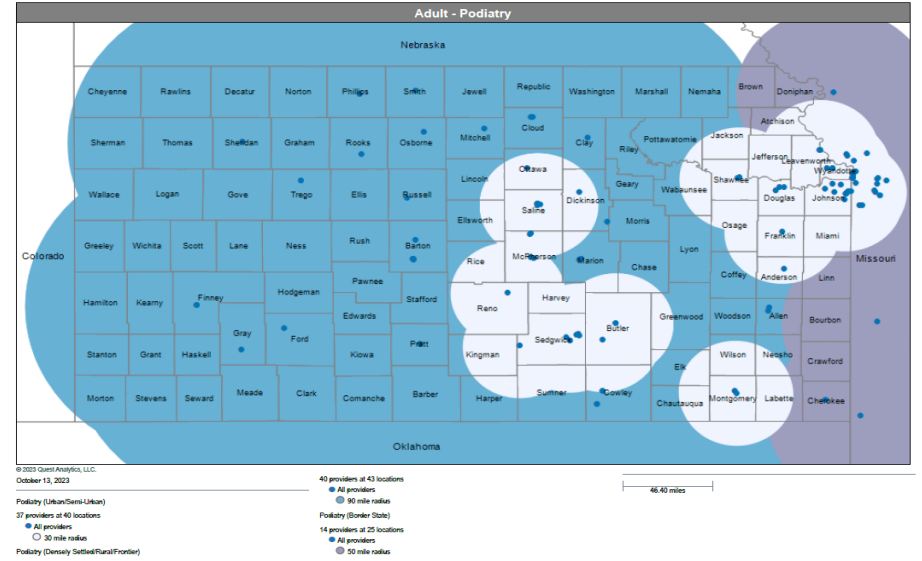 Adult - Podiatry
Nebraska
Cheyenne Rawlins Decatur Norton Phillips Smith Jewell Republic Washington Marshall Nemaha Brown Doniphan
Atchison
Sherman Thomas Sheridan Graham Rooks Osborne Mitchell Cloud Clay Riley Pottawatomie Jackson
Jefferson Leavenworth
Wyandotte
Lincoln Ottawa Geary Wabaunsee Shawnee
Wallace Logan Gove Trego Ellis Russell Saline Dickinson Douglas Johnson
Ellsworth Morris Osage
Colorado Greeley Wichita Scott Lane Ness Rush Barton Rice McPherson Marion Chase Lyon Franklin Miami Missouri
Coffey Anderson Linn
Hamilton Kearny Finney Hodgeman Pawnee Stafford Reno Harvey
Edwards Greenwood Woodson Allen Bourbon
Gray Ford Sedgwick Butler
Stanton Grant Haskell Kiowa Pratt Kingman Elk Wilson Neosho Crawford
Morton Stevens Seward Meade Clark Comanche Barber Harper Sumner Cowley Chautauqua Montgomery Labette Cherokee
Oklahoma
© 2023 Quest Analytics, LLC.
October 13, 2023
Podiatry (Urban/Semi-Urban)
37 providers at 40 locations
All providers
30 mile radius
Podiatry (Densely Settled/Rural/Frontier)
40 providers at 43 locations
All providers
90 mile radius
Podiatry (Border State)
14 providers at 25 locations
All providers
50 mile radius
46.40 miles